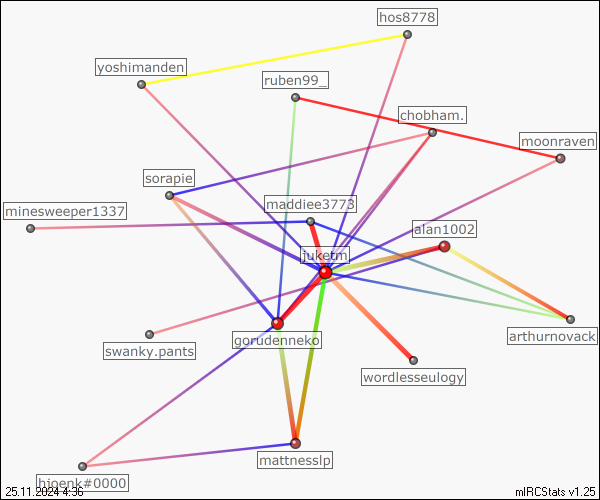 hos8778
yoshimanden
ruben99_
chobham.
moonraven
sorapie
maddiee3773
minesweeper1337
alan1002
juketm
gorudenneko
arthurnovack
swanky.pants
wordlesseulogy
mattnesslp
hjoenk#0000
25.11.2024 4:36
mIRCStats v1.25